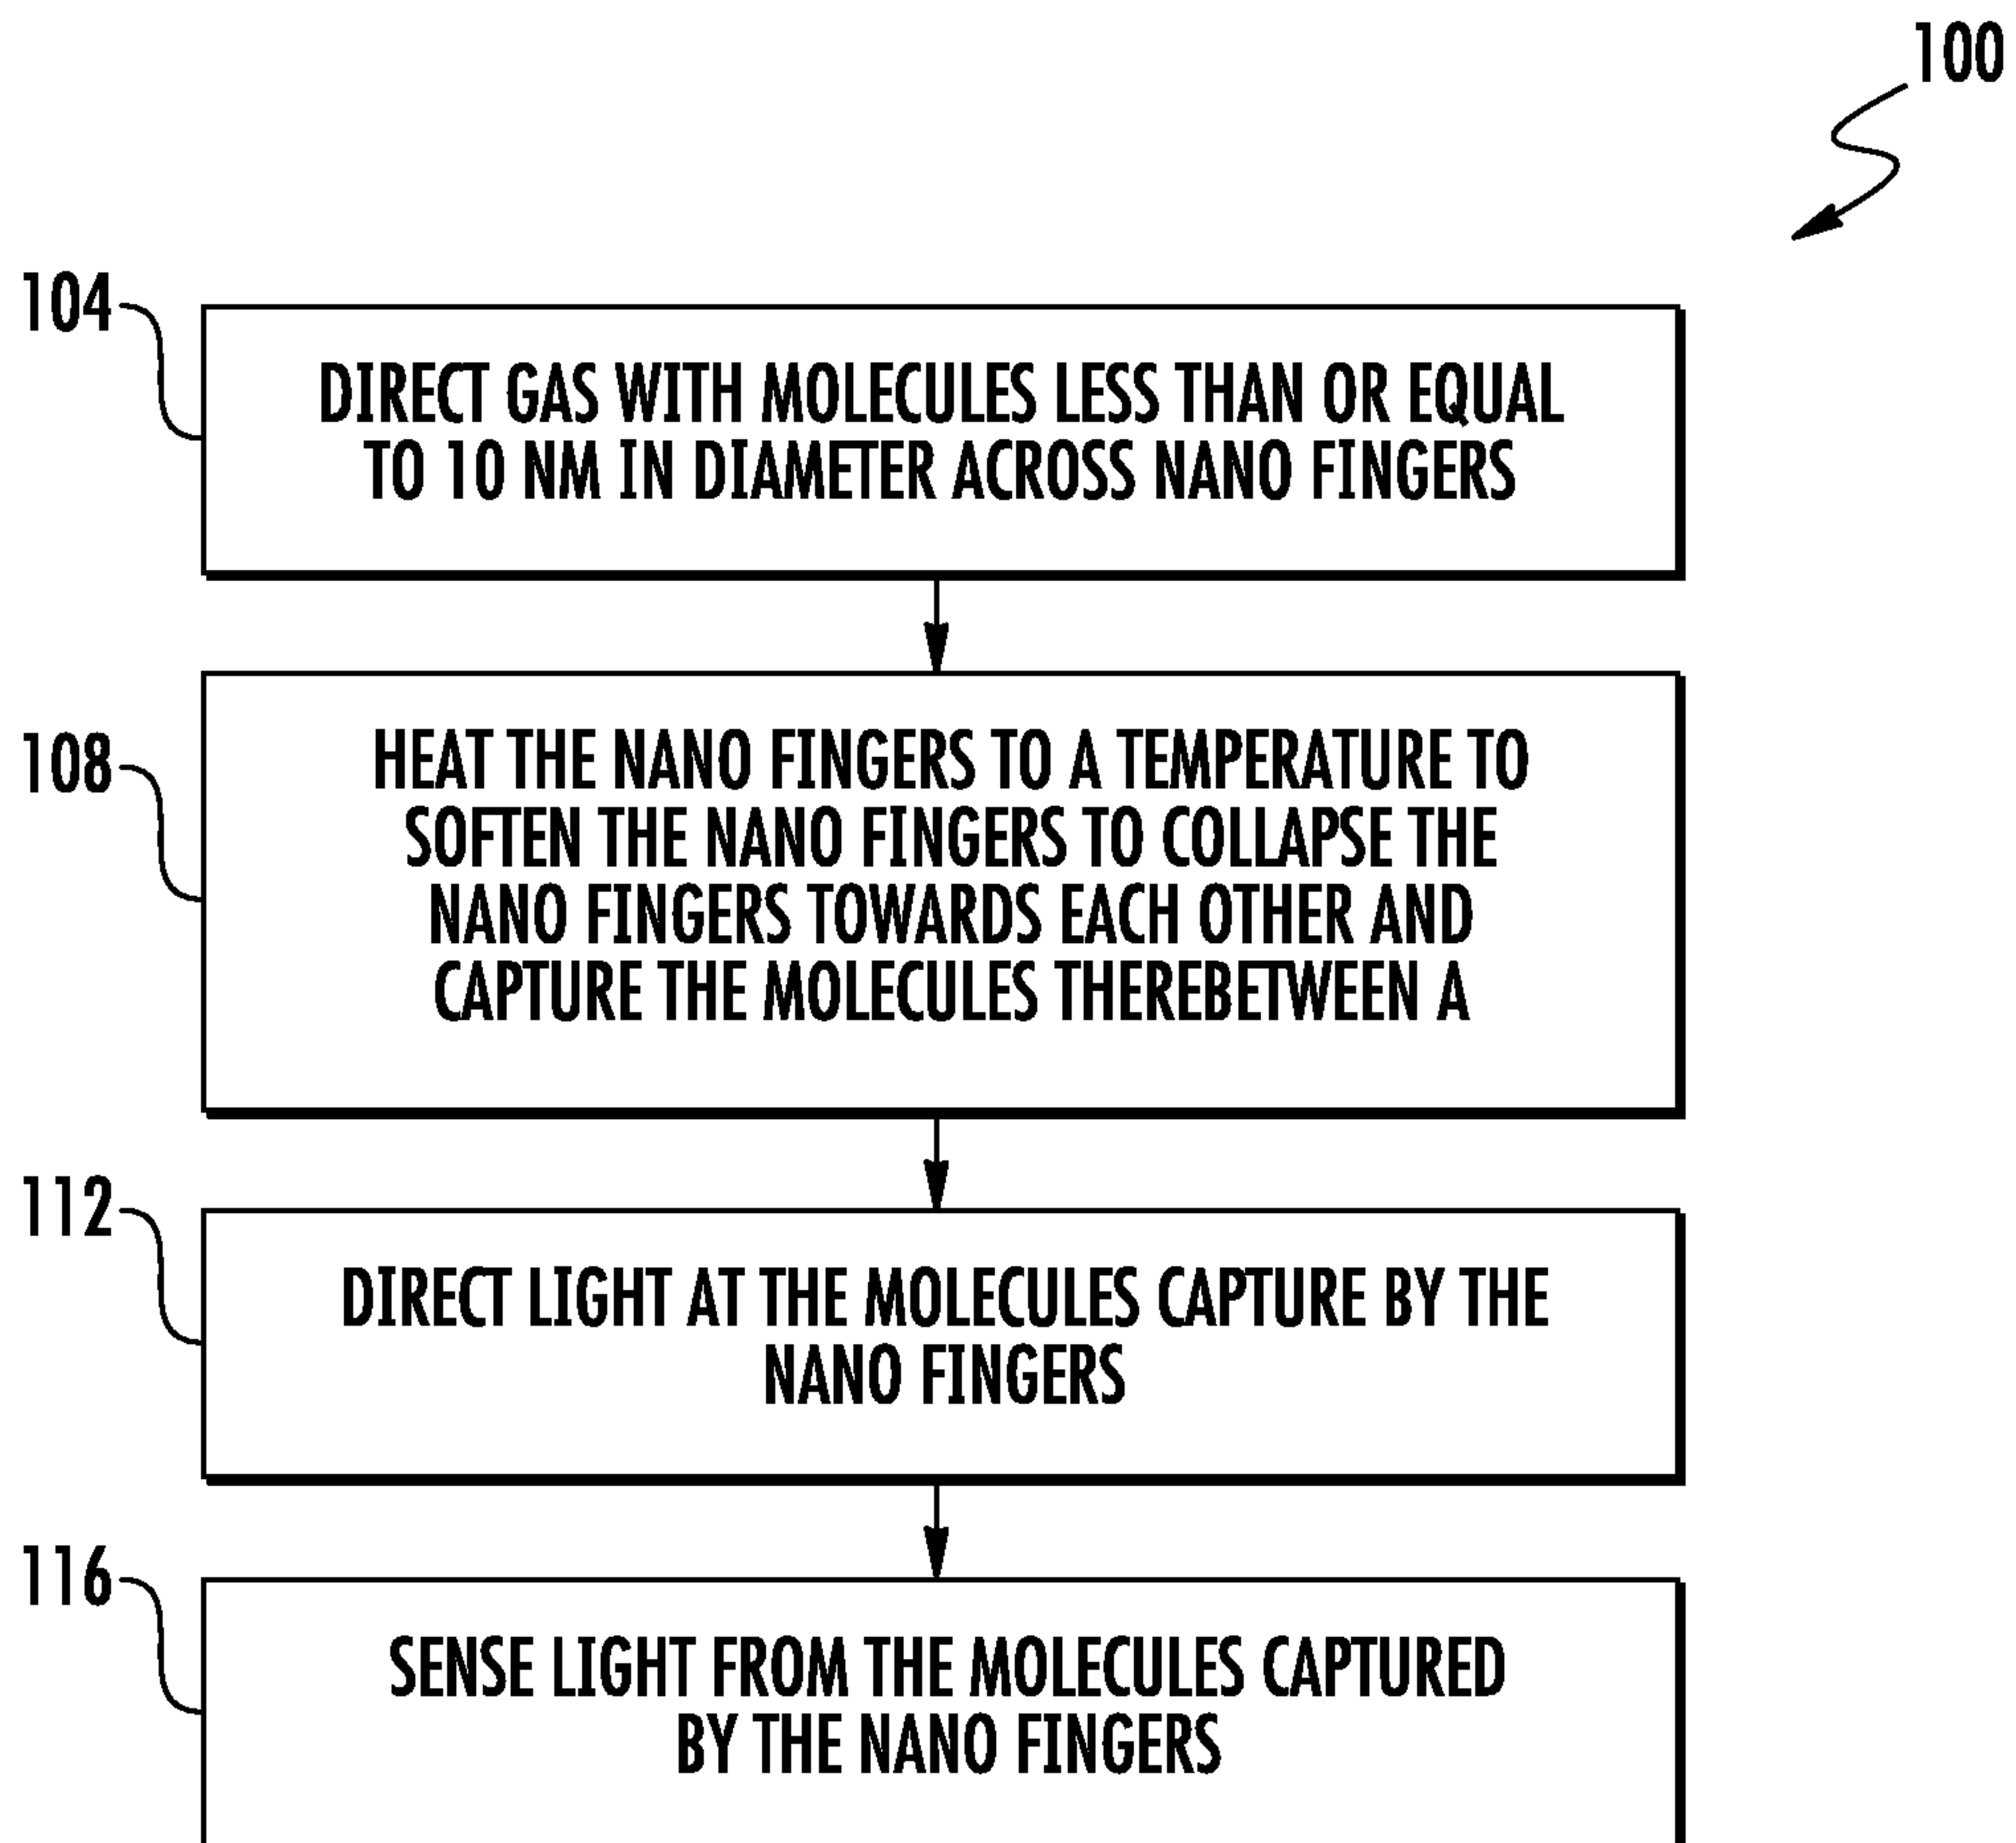 100
104
DIRECT GAS WITH MOLECULES LESS THAN OR EQUAL
TO 10 NM IN DIAMETER ACROSS NANO FINGERS
108
HEAT THE NANO FINGERS TO A TEMPERATURE TO
SOFTEN THE NANO FINGERS TO COLLAPSE THE
NANO FINGERS TOWARDS EACH OTHER AND
CAPTURE THE MOLECULES THEREBETWEEN A
112
DIRECT LIGHT AT THE MOLECULES CAPTURE BY THE
NANO FINGERS
116
SENSE LIGHT FROM THE MOLECULES CAPTURED
BY THE NANO FINGERS